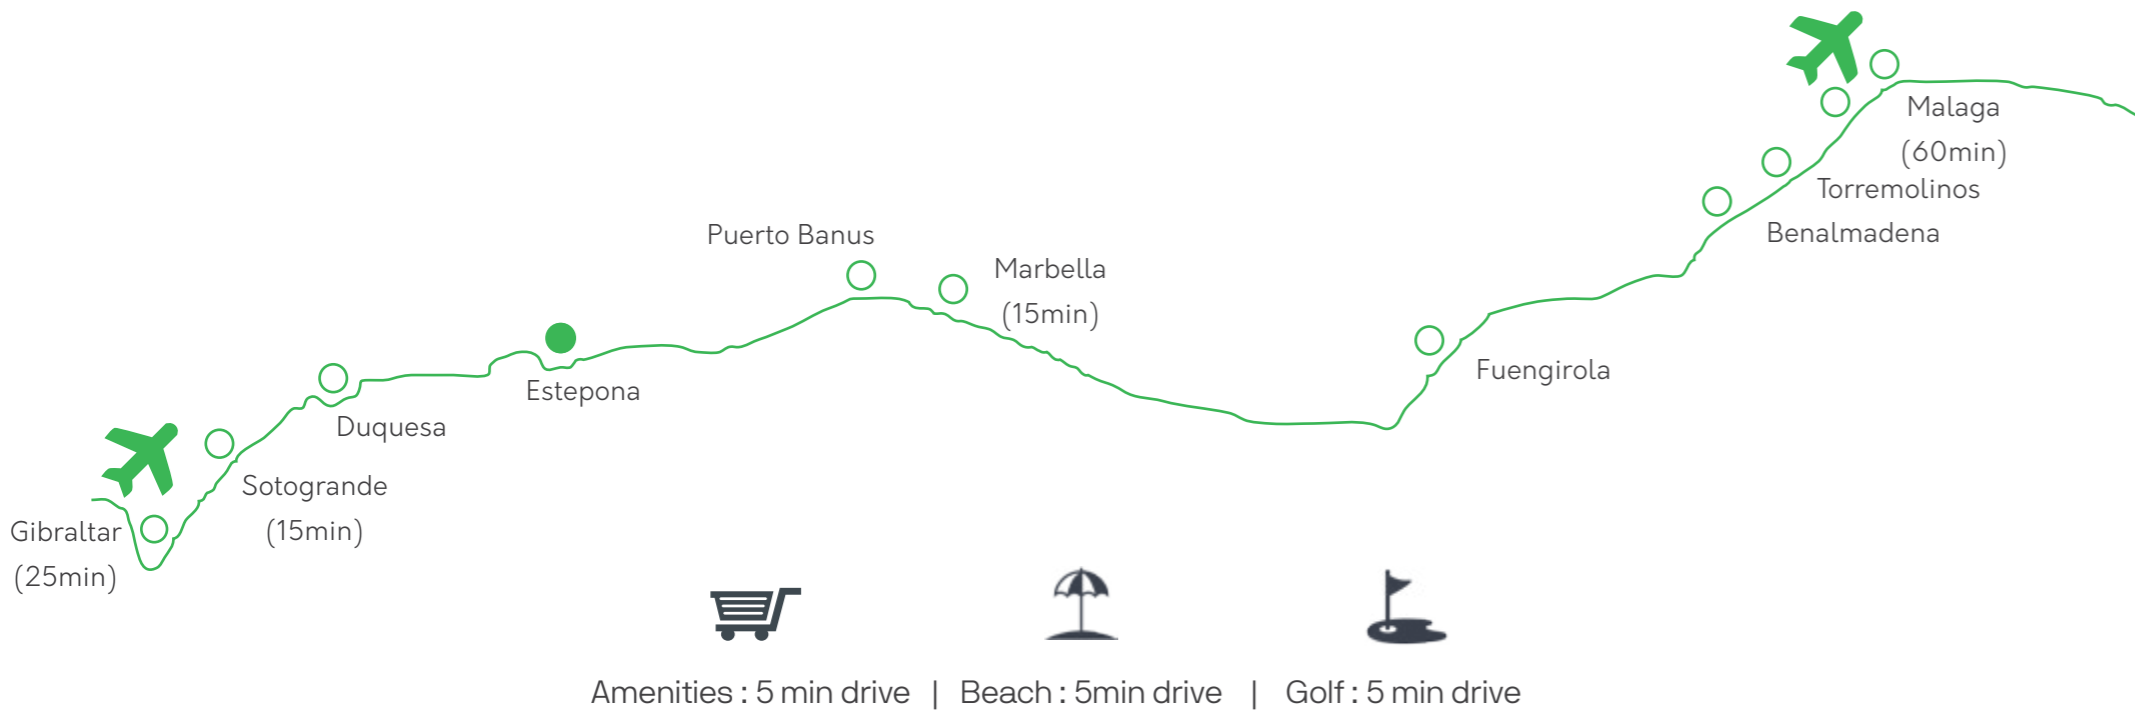 Malaga
(60min)
Torremolinos
Benalmadena
Puerto Banus
Marbella
(15min)
Fuengirola
Estepona
Duquesa
Sotogrande
(15min)
Gibraltar
(25min)
Amenities : 5 min drive | Beach : 5min drive | Golf : 5 min drive